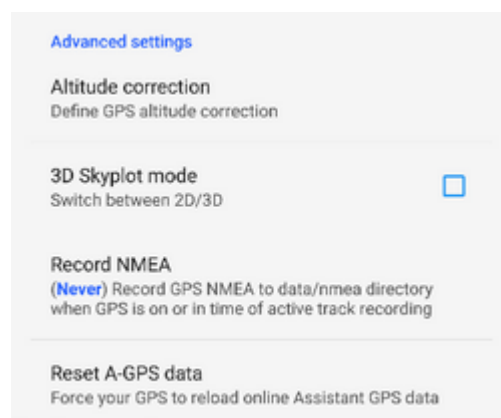 Advanced settings
Altitude correction
Define GPS altitude correction
3D Skyplot mode
Switch between 2D/3D
Record NMEA
(Never) Record GPS NMEA to data/nmea directory
when GPS is on or in time of active track recording
Reset A-GPS data
Force your GPS to reload online Assistant GPS data